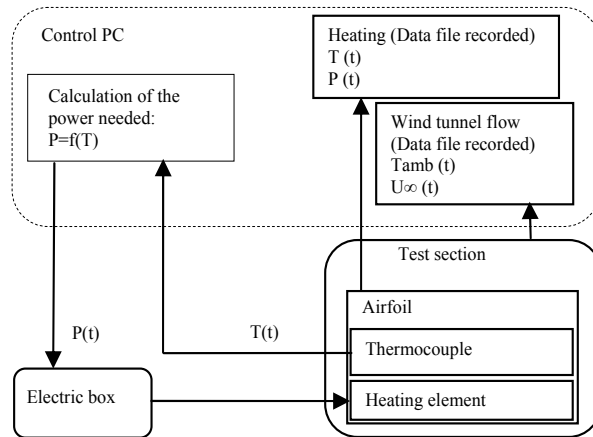 Control PC
Heating (Data file recorded)
T (t)
P (t)
Calculation of the
power needed:
P=f(T)
Wind tunnel flow
(Data file recorded)
Tamb (t)
U∞ (t)
Test section
Airfoil
P(t)
T(t)
Thermocouple
Electric box
Heating element